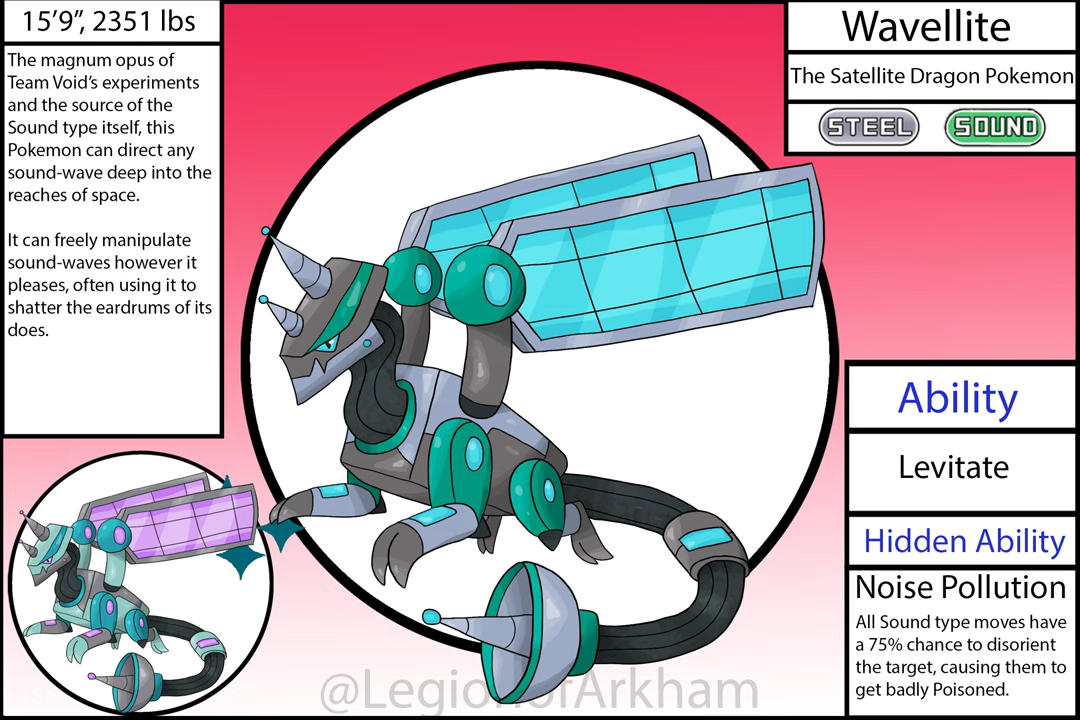 15’9”, 2351 lbs
The magnum opus of
Team Void’s experiments
and the source of the
Sound type itself, this
Pokemon can direct any
sound-wave deep into the
reaches of space.
It can freely manipulate
sound-waves however it
pleases, often using it to
shatter the eardrums of its
does.
Wavellite
The Satellite Dragon Pokemon
STEEL SOUND
Ability
Levitate
Hidden Ability
Noise Pollution
All Sound type moves have
a 75% chance to disorient
the target, causing them to
get badly Poisoned.
@LegionofArkham